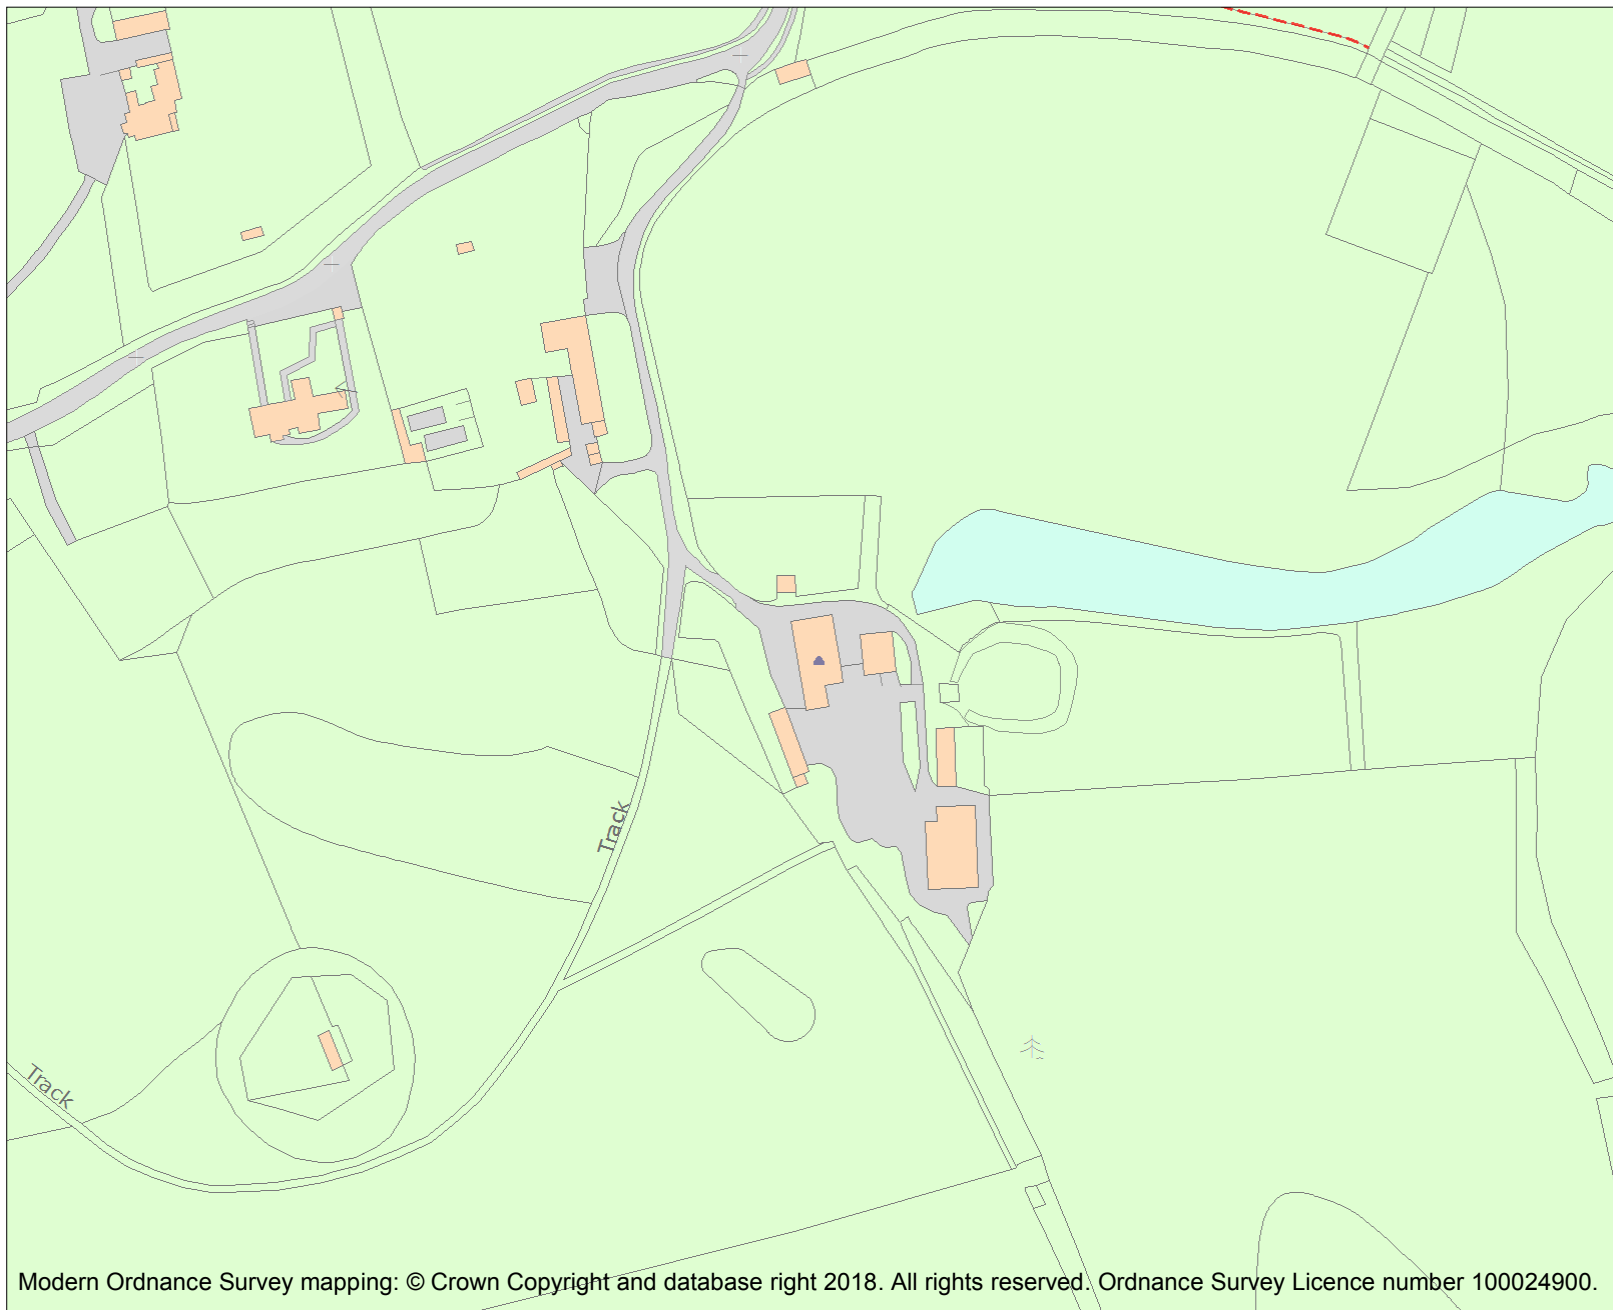 Track
Track
Modern Ordnance Survey mapping: © Crown Copyright and database right 2018. All rights reserved. Ordnance Survey Licence number 100024900.